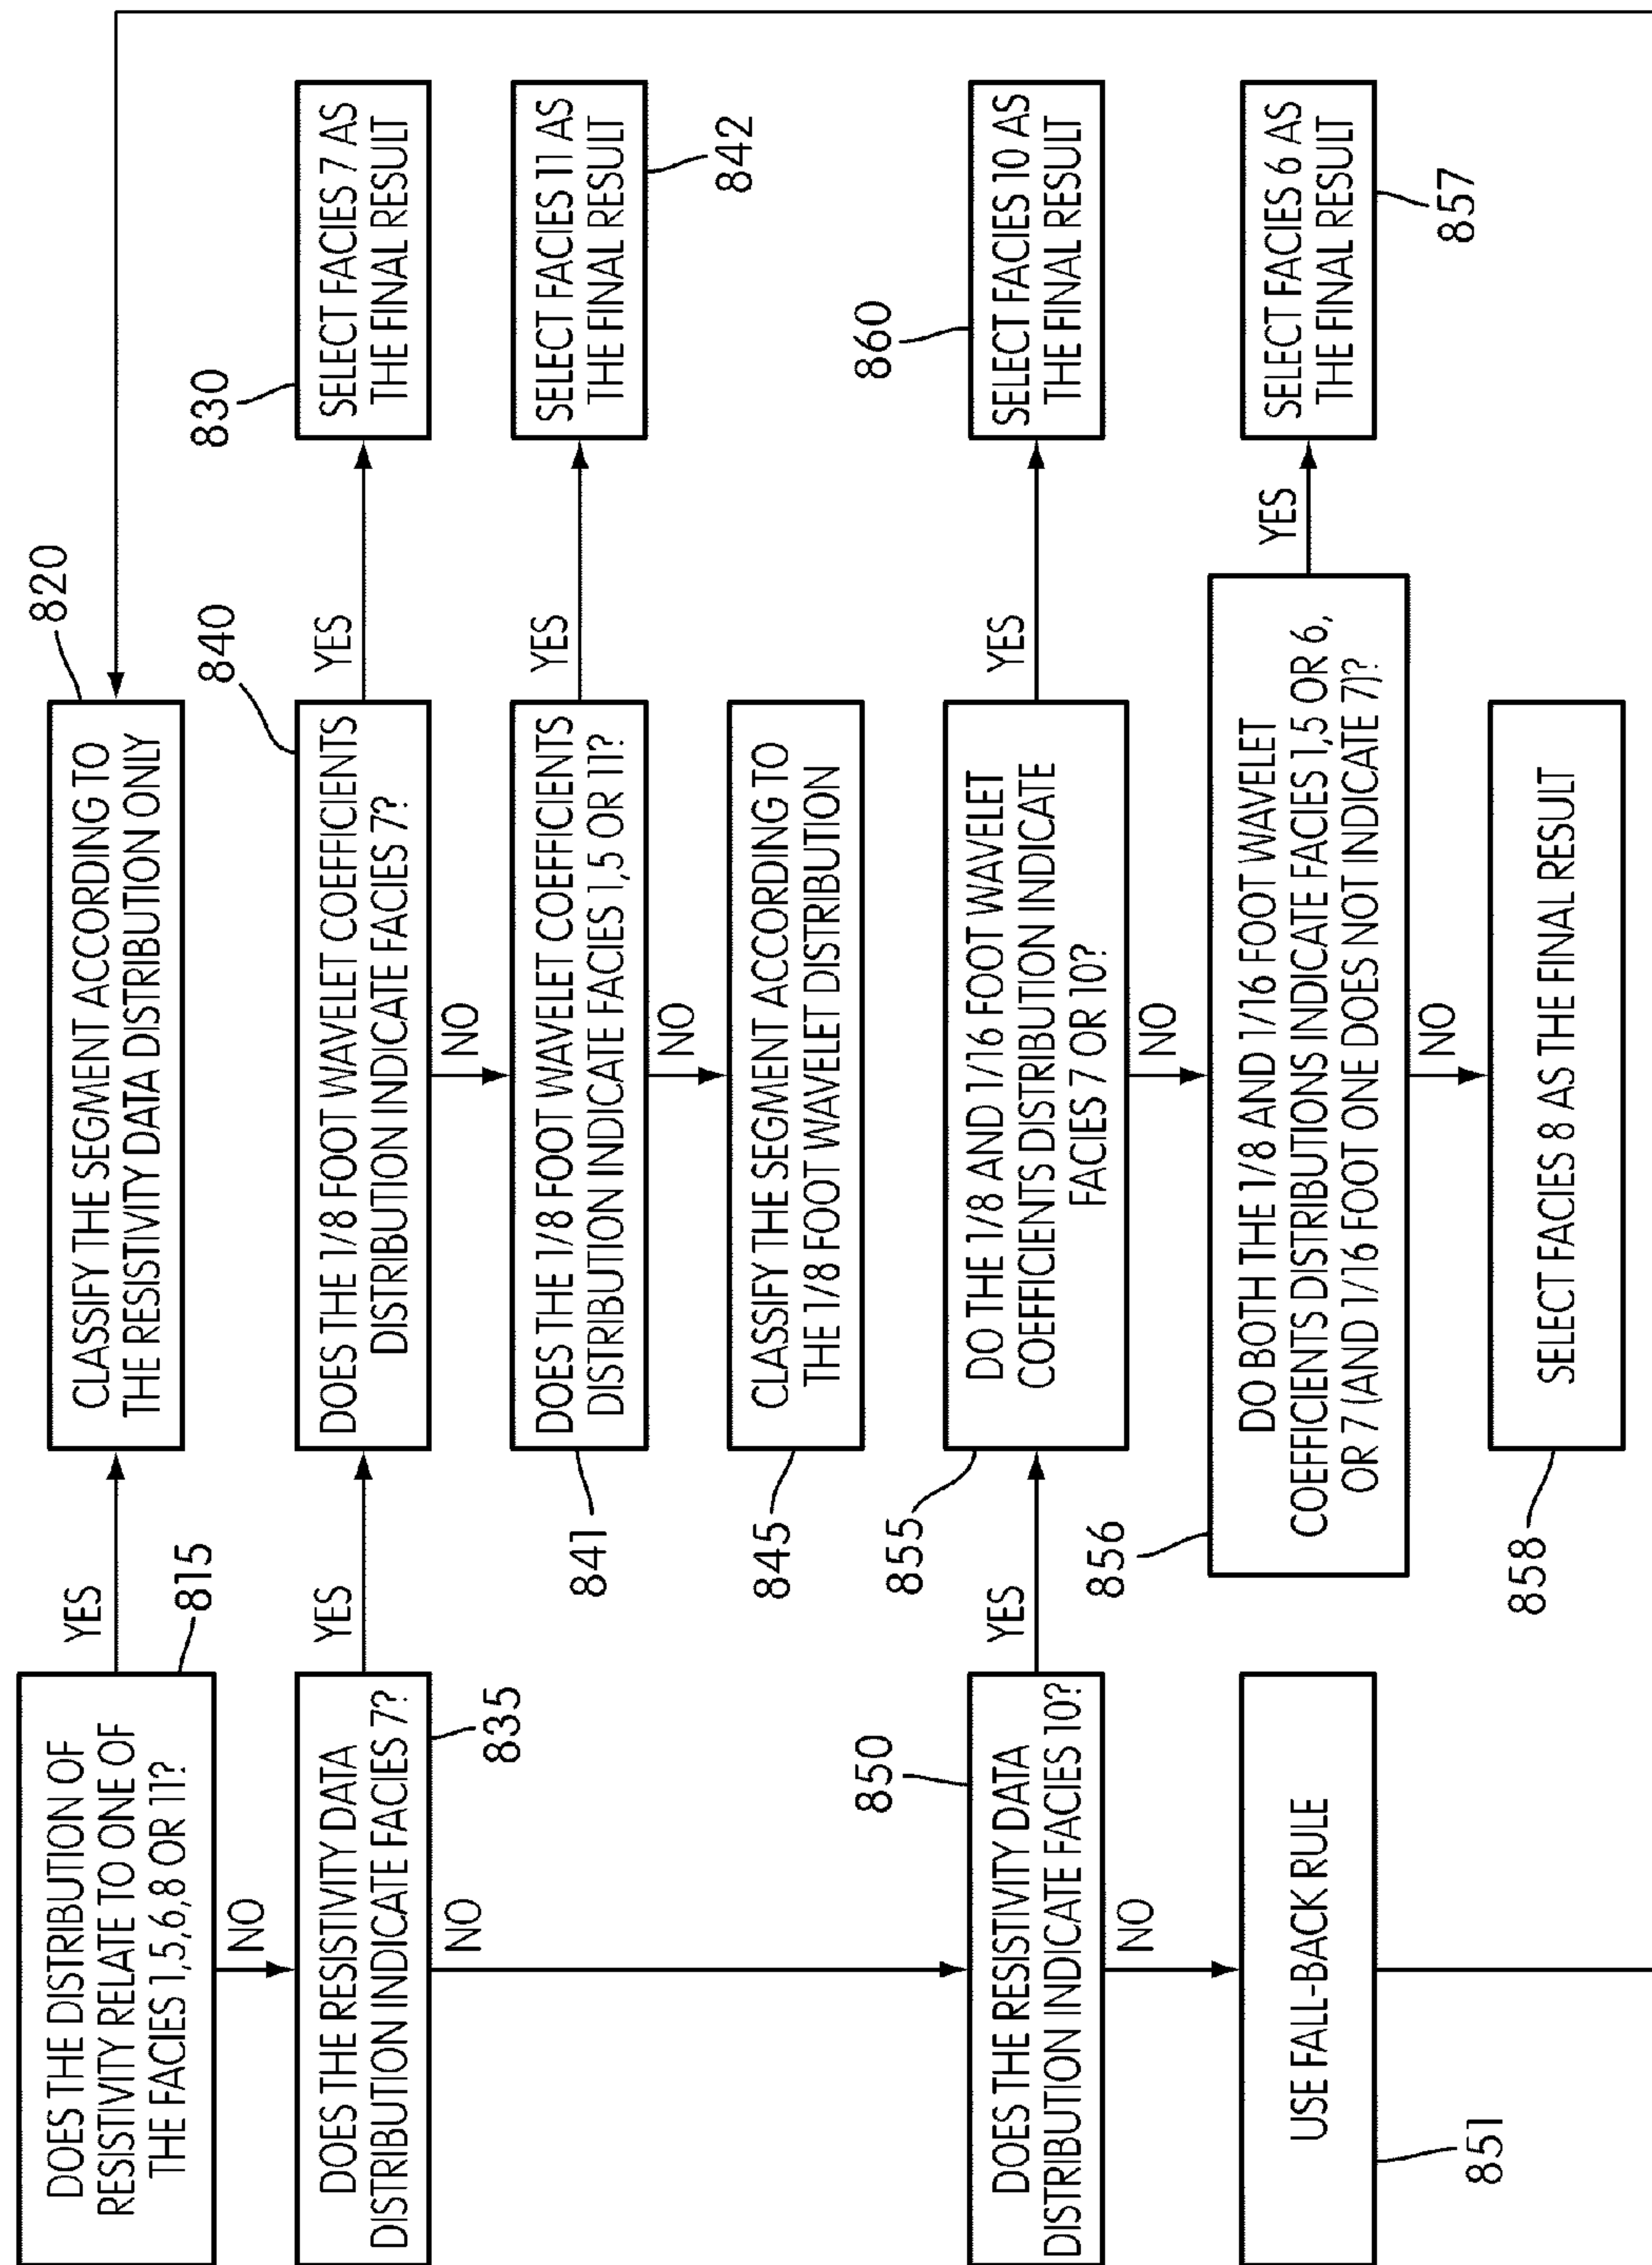 DOES THE DISTRIBUTION OF
RESISTIVITY RELATE TO ONE OF
THE FACIES 1,5,6,8 OR 11?
815
YES
CLASSIFY THE SEGMENT ACCORDING TO
THE RESISTIVITY DATA DISTRIBUTION ONLY
820
NO
DOES THE RESISTIVITY DATA
DISTRIBUTION INDICATE FACIES 7?
835
YES
DOES THE 1/8 FOOT WAVELET COEFFICIENTS
DISTRIBUTION INDICATE FACIES 7?
840
YES
SELECT FACIES 7 AS
THE FINAL RESULT
830
NO
NO
DOES THE 1/8 FOOT WAVELET COEFFICIENTS
DISTRIBUTION INDICATE FACIES 1,5 OR 11?
841
YES
SELECT FACIES 11 AS
THE FINAL RESULT
842
NO
CLASSIFY THE SEGMENT ACCORDING TO
THE 1/8 FOOT WAVELET DISTRIBUTION
845
DOES THE RESISTIVITY DATA
DISTRIBUTION INDICATE FACIES 10?
850
YES
DO THE 1/8 AND 1/16 FOOT WAVELET
COEFFICIENTS DISTRIBUTION INDICATE
FACIES 7 OR 10?
855
YES
SELECT FACIES 10 AS
THE FINAL RESULT
860
NO
NO
USE FALL-BACK RULE
851
DO BOTH THE 1/8 AND 1/16 FOOT WAVELET
COEFFICIENTS DISTRIBUTIONS INDICATE FACIES 1,5 OR 6,
OR 7 (AND 1/16 FOOT ONE DOES NOT INDICATE 7)?
856
YES
SELECT FACIES 6 AS
THE FINAL RESULT
857
NO
SELECT FACIES 8 AS THE FINAL RESULT
858